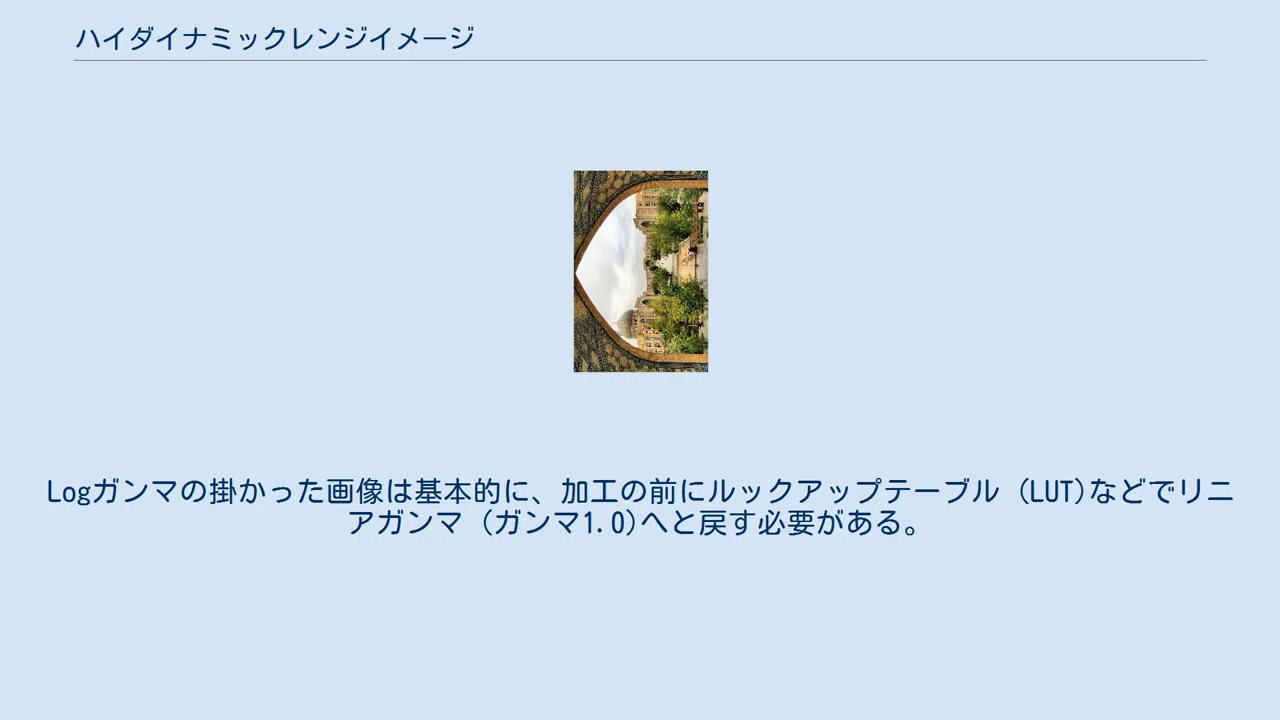 ハイダイナミックレンジイメージ
Logガンマの掛かった画像は基本的に、加工の前にルックアップテーブル (LUT)などでリニ
アガンマ (ガンマ1.0)へと戻す必要がある。